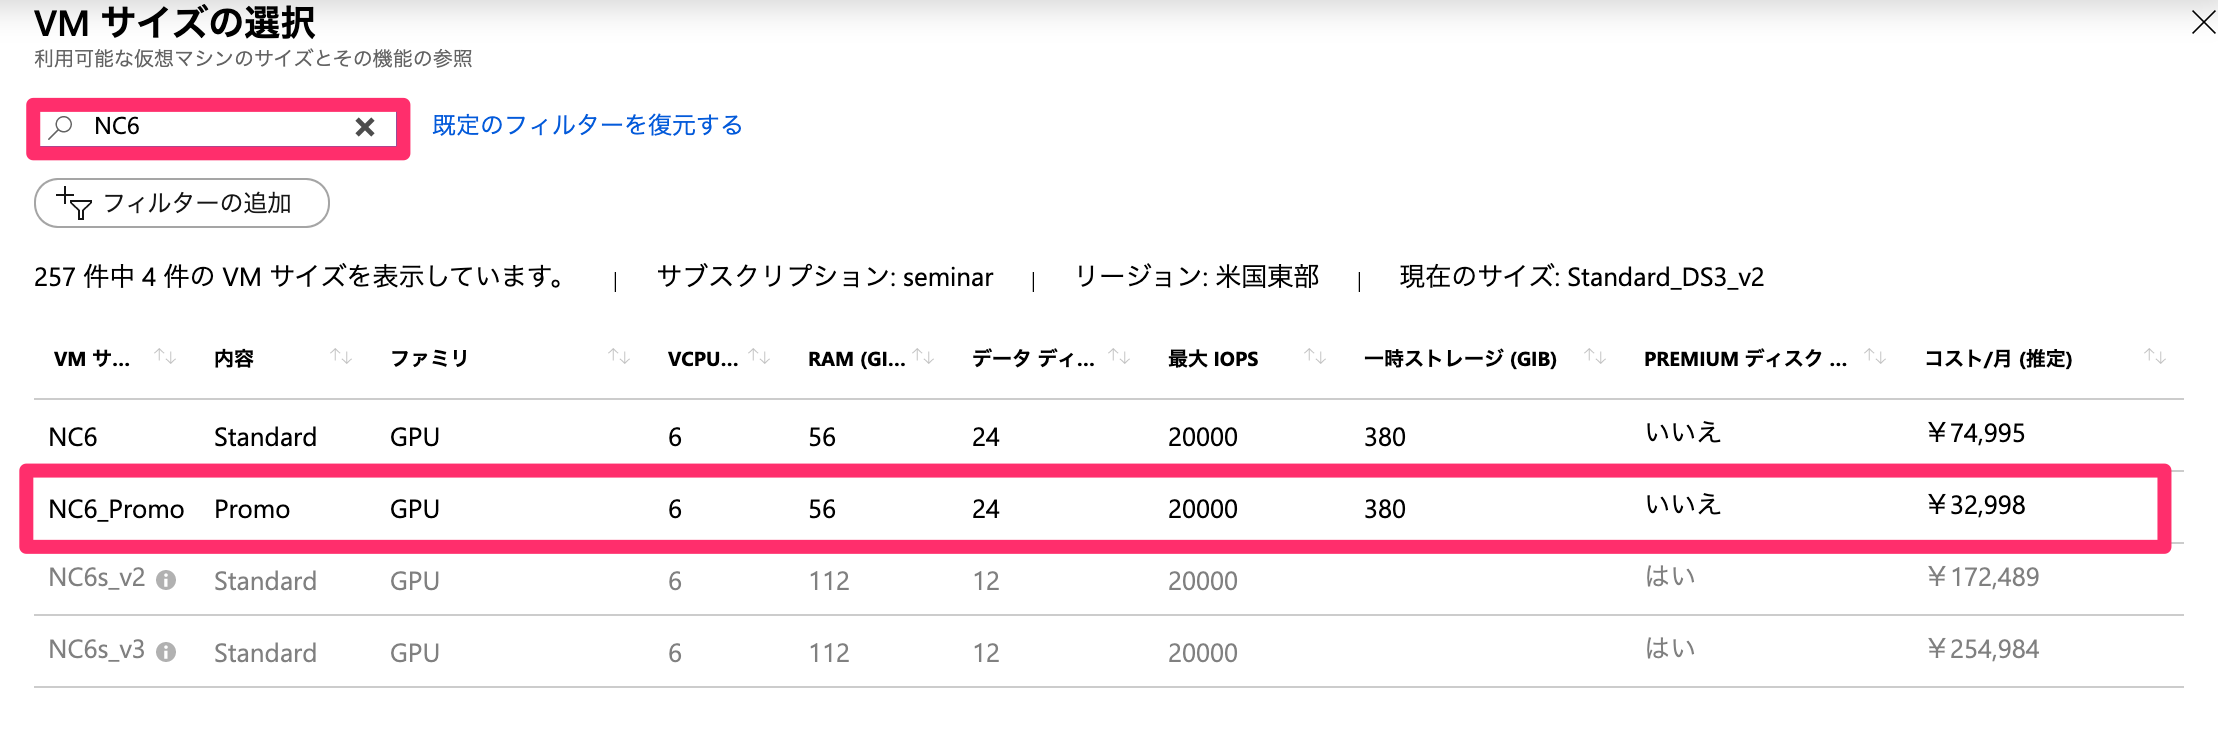 VM サイズの選択
利用可能な仮想マシンのサイズとその機能の参照
NC6
既定のフィルターを復元する
フィルターの追加
257 件中 4 件の VM サイズを表示しています。 | サブスクリプション: seminar | リージョン: 米国東部 | 現在のサイズ: Standard_DS3_v2
VM サ... 内容 ファミリ VCPU... RAM (GI... データ ディ... 最大 IOPS 一時ストレージ (GIB) PREMIUM ディスク ... コスト/月 (推定)
NC6 Standard GPU 6 56 24 20000 380 いいえ ￥74,995
NC6_Promo Promo GPU 6 56 24 20000 380 いいえ ￥32,998
NC6s_v2 Standard GPU 6 112 12 20000 はい ￥172,489
NC6s_v3 Standard GPU 6 112 12 20000 はい ￥254,984